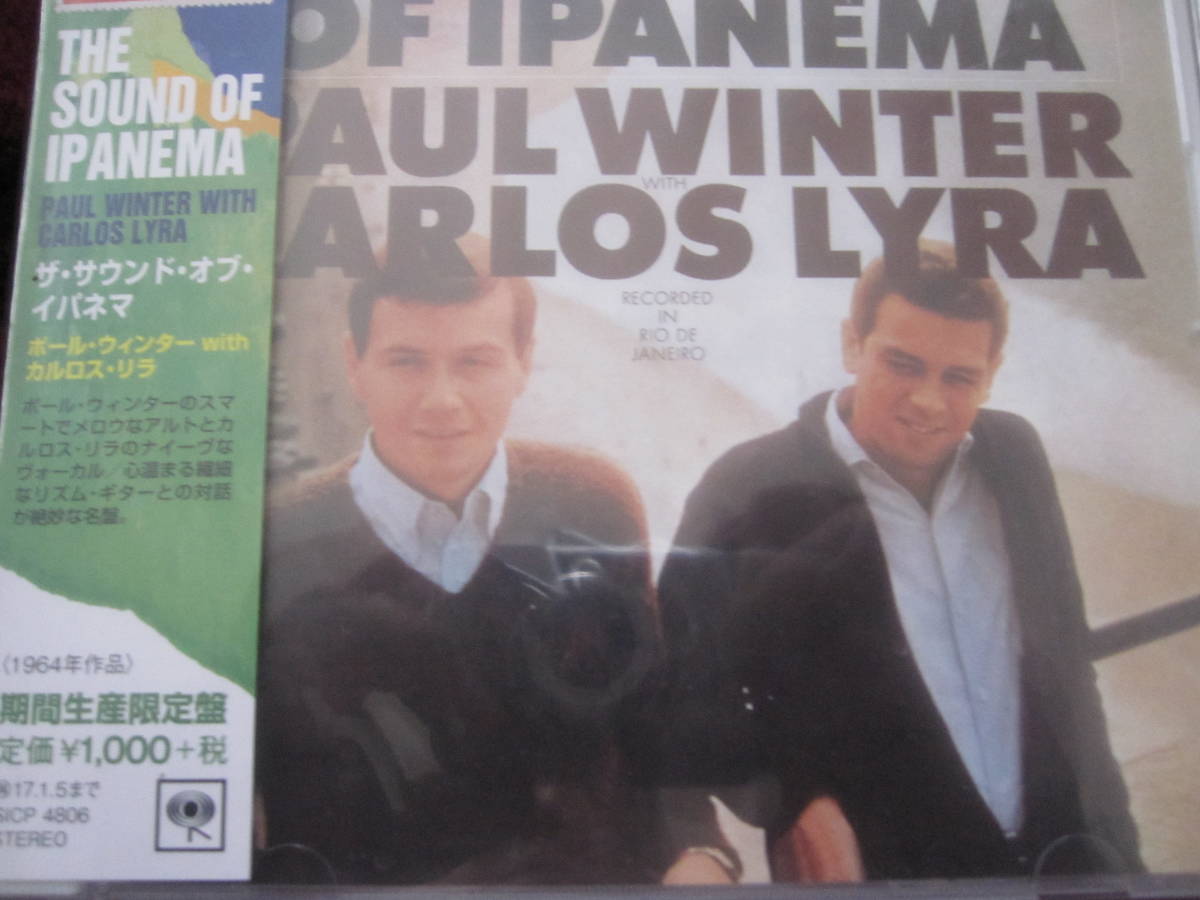 THE
SOUND OF
IPANEMA
PAUL WINTER WITH
CARLOS LYRA
ザ・サウンド・オブ・
イパネマ
ポール・ウィンター with
カルロス・リラ
ポール・ウィンターのスマ
ートでメロウなアルトとカ
ルロス・リラのナイーヴな
ヴォーカル/心温まる繊細
なリズム・ギターとの対話
が絶妙な名盤。
〈1964年作品〉
期間生産限定盤
定価¥1,000+税
17.1.5まで
SICP 4806
STEREO
OF IPANEMA
PAUL WINTER
WITH
CARLOS LYRA
RECORDED
IN
RIO DE
JANEIRO